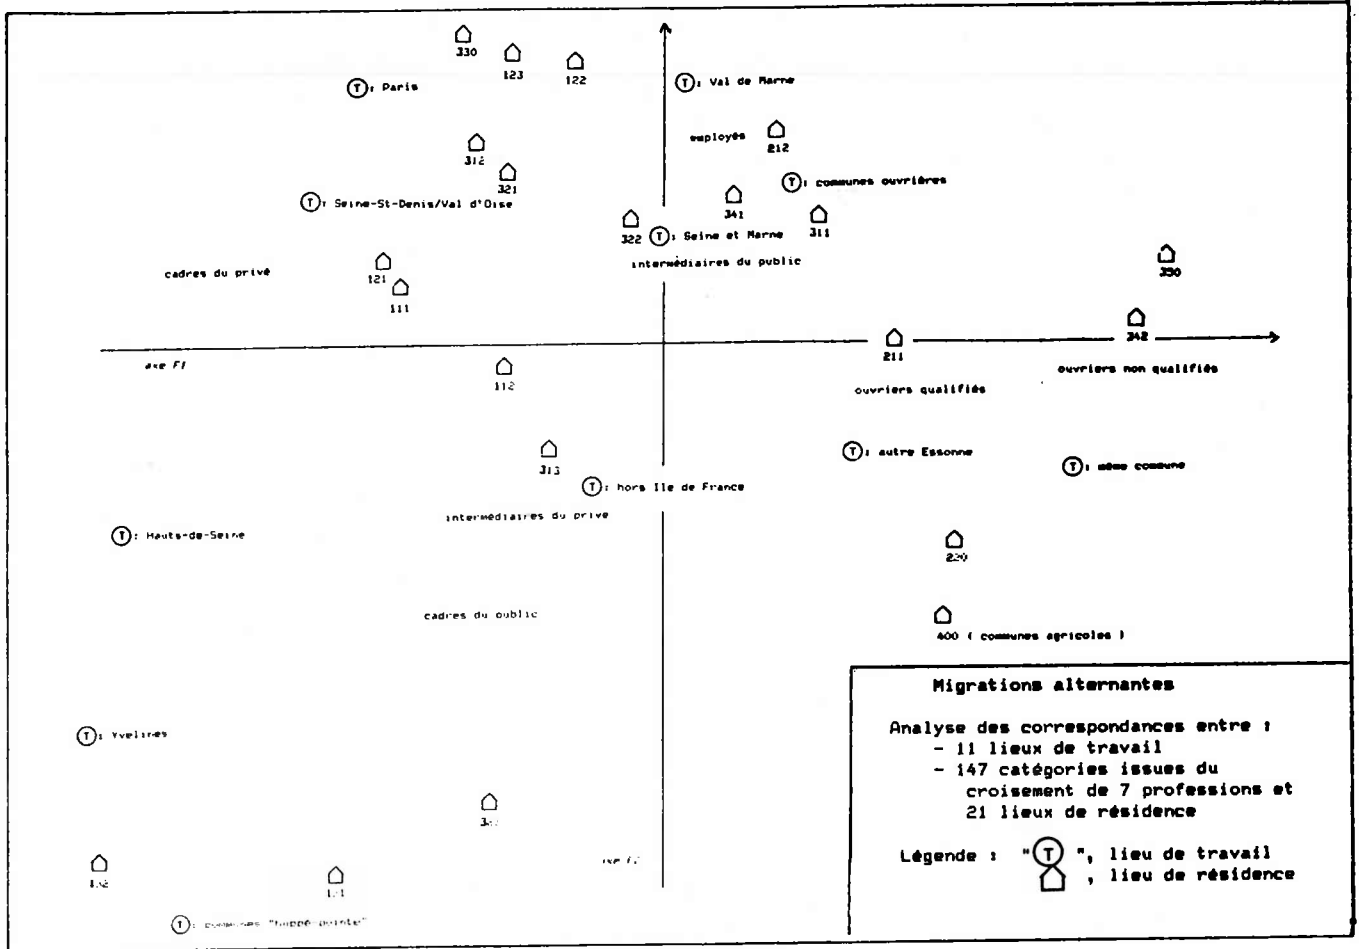 330
123
122
T : Paris
T : Val de Marne
employés
212
312
321
T : communes ouvrières
T : Seine-St-Denis/Val d'Oise
341
311
322
T : Seine et Marne
intermédiaires du public
cadres du privé
121
111
350
342
211
axe F1
112
ouvriers non qualifiés
ouvriers qualifiés
313
T : autre Essonne
T : même commune
T : hors Ile de France
intermédiaires du privé
T : Hauts-de-Seine
220
cadres du public
400 ( communes agricoles )
T : Yvelines
axe F2
132
T : communes
Migrations alternantes
Analyse des correspondances entre :
- 11 lieux de travail
- 147 catégories issues du
croisement de 7 professions et
21 lieux de résidence
Légende : "T ", lieu de travail
, lieu de résidence